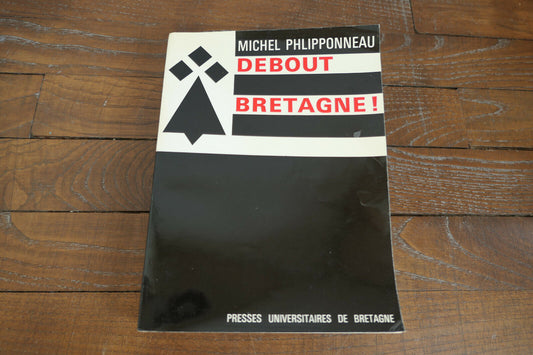 MICHEL PHLIPPONNEAU
DEBOUT
BRETAGNE !
PRESSES UNIVERSITAIRES DE BRETAGNE